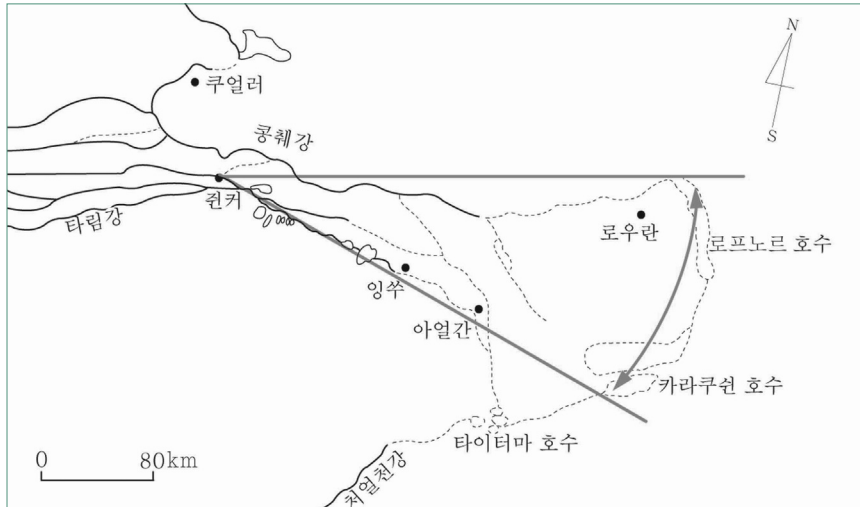 N
쿠얼러
콩췌강
S
쥔커
타림강
로우란
로프노르 호수
잉쑤
아얼간
카라쿠쉰 호수
타이터마 호수
0 80km
처얼천강